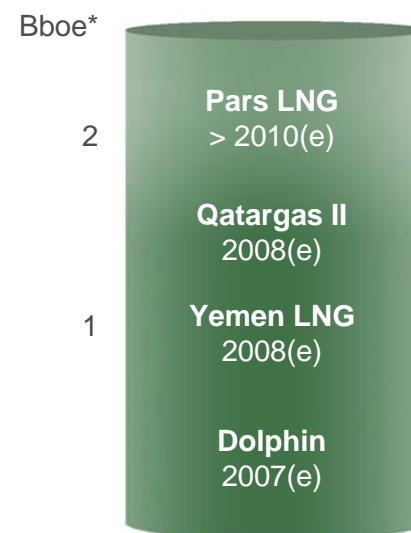 Bboe*
Pars LNG
2
> 2010(e)
Qatargas II
2008(e)
1
Yemen LNG
2008(e)
Dolphin
2007(e)